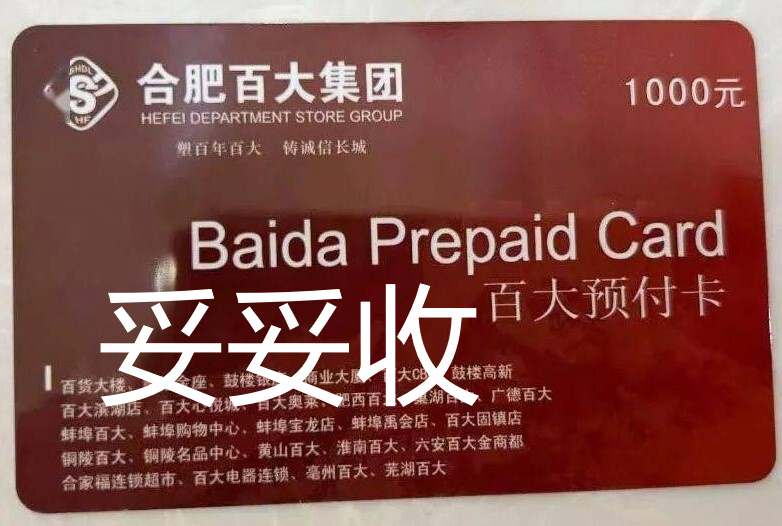 SHDL
HF
合肥百大集团
HEFEI DEPARTMENT STORE GROUP
塑百年百大 铸诚信长城
1000元
Baida Prepaid Card
百大预付卡
妥妥收
百货大楼、金座、鼓楼、商业大厦、大CB、鼓楼高新
百大滨湖店、百大心悦城、百大奥莱、肥西百、巢湖百、广德百大
蚌埠百大、蚌埠购物中心、蚌埠宝龙店、蚌埠禹会店、百大固镇店
铜陵百大、铜陵名品中心、黄山百大、淮南百大、六安百大金商都
合家福连锁超市、百大电器连锁、亳州百大、芜湖百大